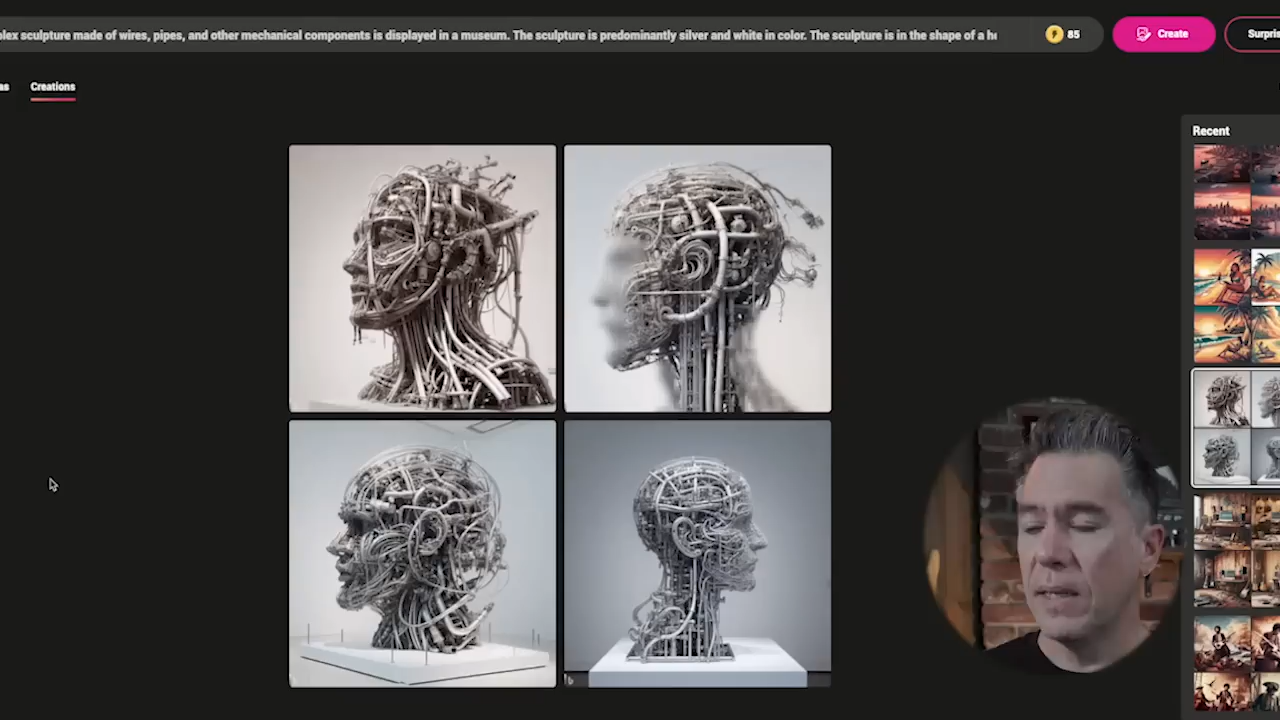 sculpture made of wires, pipes, and other mechanical components is displayed in a museum. The sculpture is predominantly silver and white in color. The sculpture is in the shape of a
85
Create
Creations
Recent